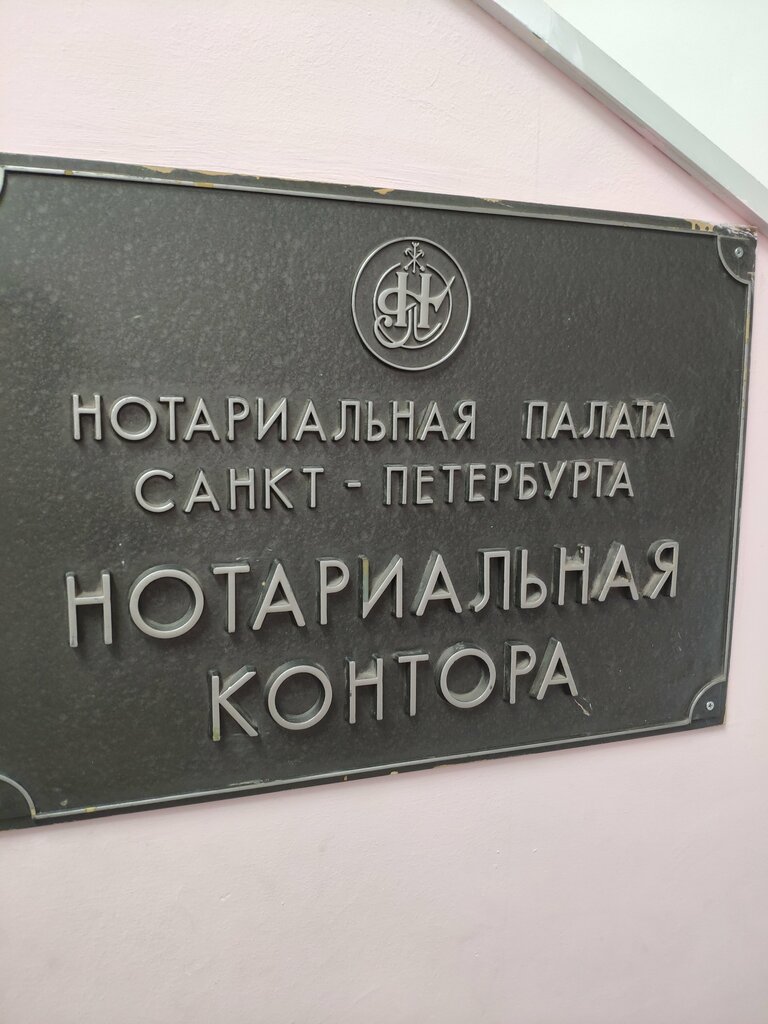 НОТАРИАЛЬНАЯ ПАЛАТА
САНКТ - ПЕТЕРБУРГА
НОТАРИАЛЬНАЯ
КОНТОРА